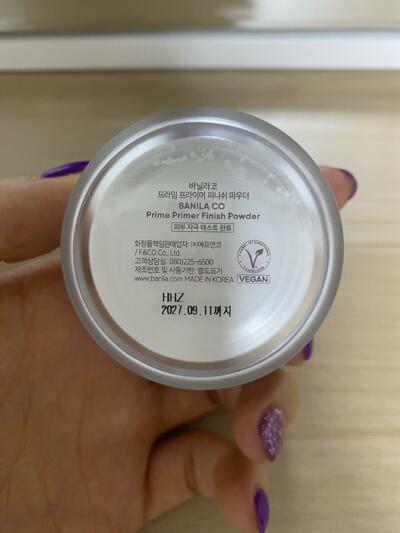 바닐라코
프라임 프라이머 피니쉬 파우더
BANILA CO
Prime Primer Finish Powder
피부 자극 테스트 완료
화장품책임판매업자: ㈜에프앤코
/ F&CO Co., Ltd.
고객상담실: 080)225-6500
제조번호 및 사용기한: 별도표기
www.banila.com MADE IN KOREA
VEGAN
HHZ
2027.09.11까지